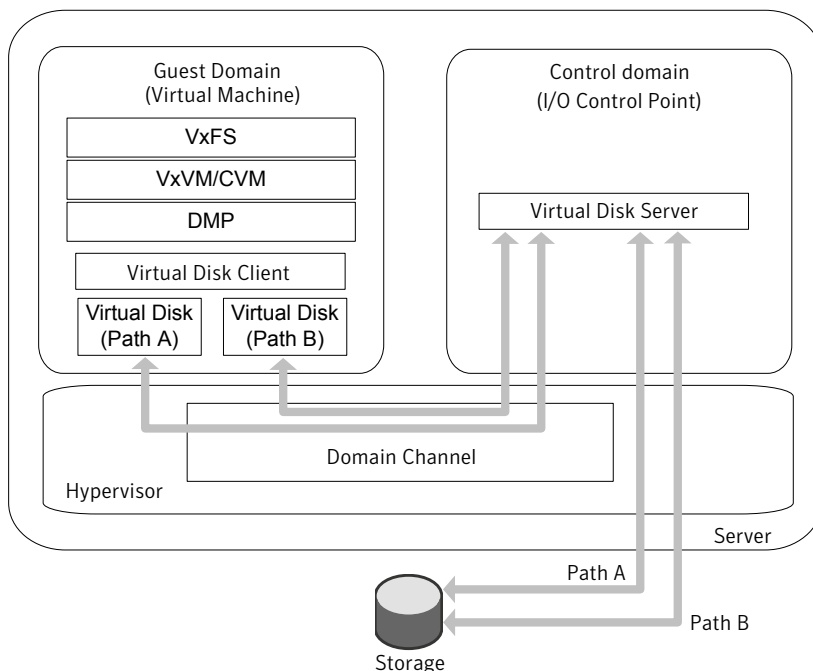 Guest Domain
(Virtual Machine)
VxFS
VxVM/CVM
DMP
Virtual Disk Client
Virtual Disk
(Path A)
Virtual Disk
(Path B)
Control domain
(I/O Control Point)
Virtual Disk Server
Domain Channel
Hypervisor
Server
Path A
Path B
Storage